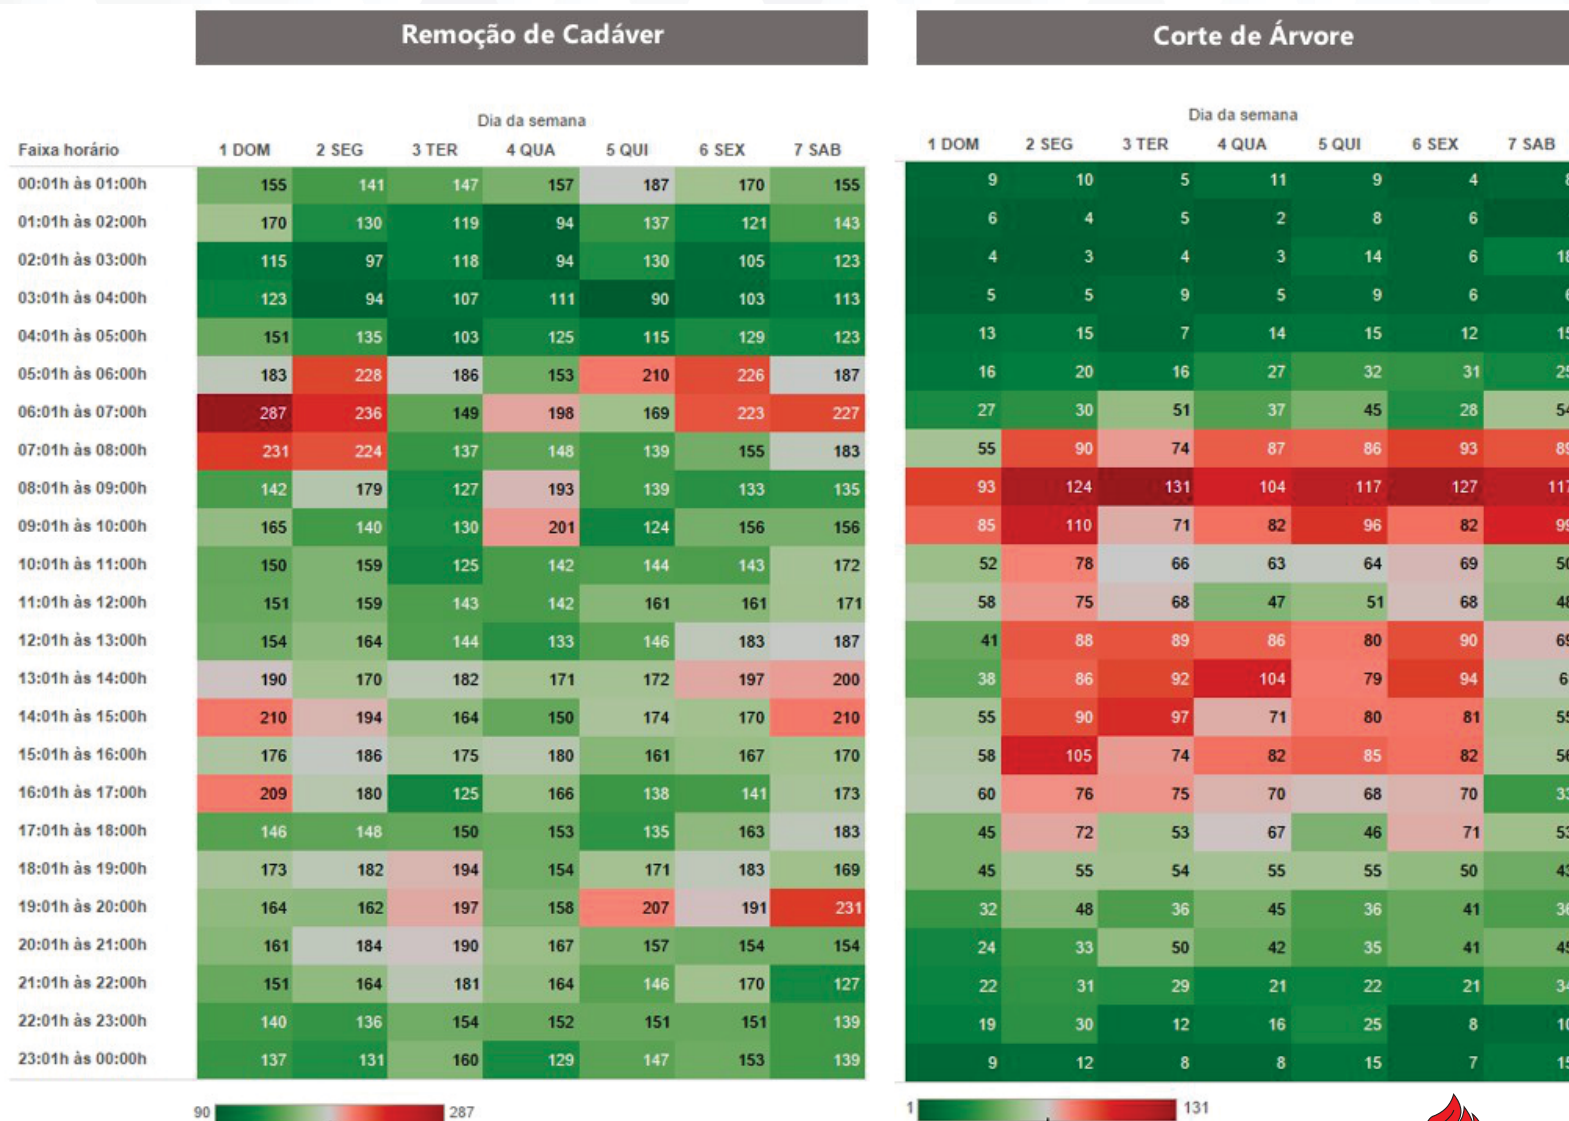 Remoção de Cadáver
Corte de Árvore
Dia da semana
Dia da semana
Faixa horário 1 DOM 2 SEG 3 TER 4 QUA 5 QUI 6 SEX 7 SAB
1 DOM 2 SEG 3 TER 4 QUA 5 QUI 6 SEX 7 SAB
00:01h às 01:00h 155 141 147 157 187 170 155 9 10 5 11 9 4
01:01h às 02:00h 170 130 119 94 137 121 143 6 4 5 2 8 6
02:01h às 03:00h 115 97 118 94 130 105 123 4 3 4 3 14 6 18
03:01h às 04:00h 123 94 107 111 90 103 113 5 5 9 5 9 6
04:01h às 05:00h 151 135 103 125 115 129 123 13 15 7 14 15 12 15
05:01h às 06:00h 183 228 186 153 210 226 187 16 20 16 27 32 31 25
06:01h às 07:00h 287 236 149 198 169 223 227 27 30 51 37 45 28 54
07:01h às 08:00h 231 224 137 148 139 155 183 55 90 74 87 86 93 89
08:01h às 09:00h 142 179 127 193 139 133 135 93 124 131 104 117 127 117
09:01h às 10:00h 165 140 130 201 124 156 156 85 110 71 82 96 82 99
10:01h às 11:00h 150 159 125 142 144 143 172 52 78 66 63 64 69 50
11:01h às 12:00h 151 159 143 142 161 161 171 58 75 68 47 51 68 48
12:01h às 13:00h 154 164 144 133 146 183 187 41 88 89 86 80 90 69
13:01h às 14:00h 190 170 182 171 172 197 200 38 86 92 104 79 94
14:01h às 15:00h 210 194 164 150 174 170 210 55 90 97 71 80 81 55
15:01h às 16:00h 176 186 175 180 161 167 170 58 105 74 82 85 82 56
16:01h às 17:00h 209 180 125 166 138 141 173 60 76 75 70 68 70 33
17:01h às 18:00h 146 148 150 153 135 163 183 45 72 53 67 46 71 53
18:01h às 19:00h 173 182 194 154 171 183 169 45 55 54 55 55 50 43
19:01h às 20:00h 164 162 197 158 207 191 231 32 48 36 45 36 41 36
20:01h às 21:00h 161 184 190 167 157 154 154 24 33 50 42 35 41 45
21:01h às 22:00h 151 164 181 164 146 170 127 22 31 29 21 22 21 34
22:01h às 23:00h 140 136 154 152 151 151 139 19 30 12 16 25 8 10
23:01h às 00:00h 137 131 160 129 147 153 139 9 12 8 8 15 7 15
90 287
1 131